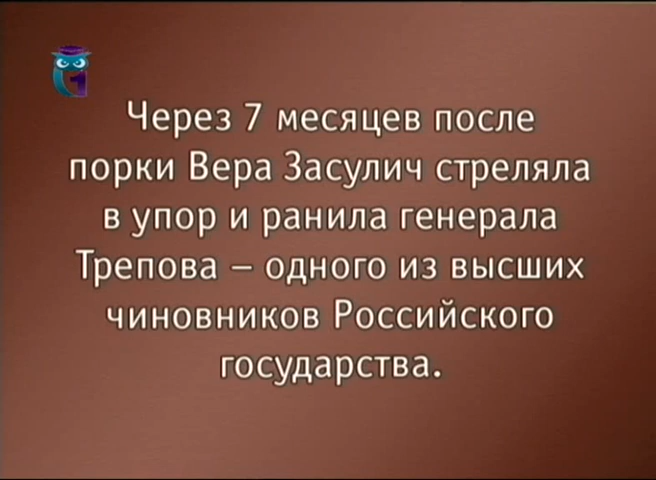 Через 7 месяцев после
порки Вера Засулич стреляла
в упор и ранила генерала
Трепова – одного из высших
чиновников Российского
государства.